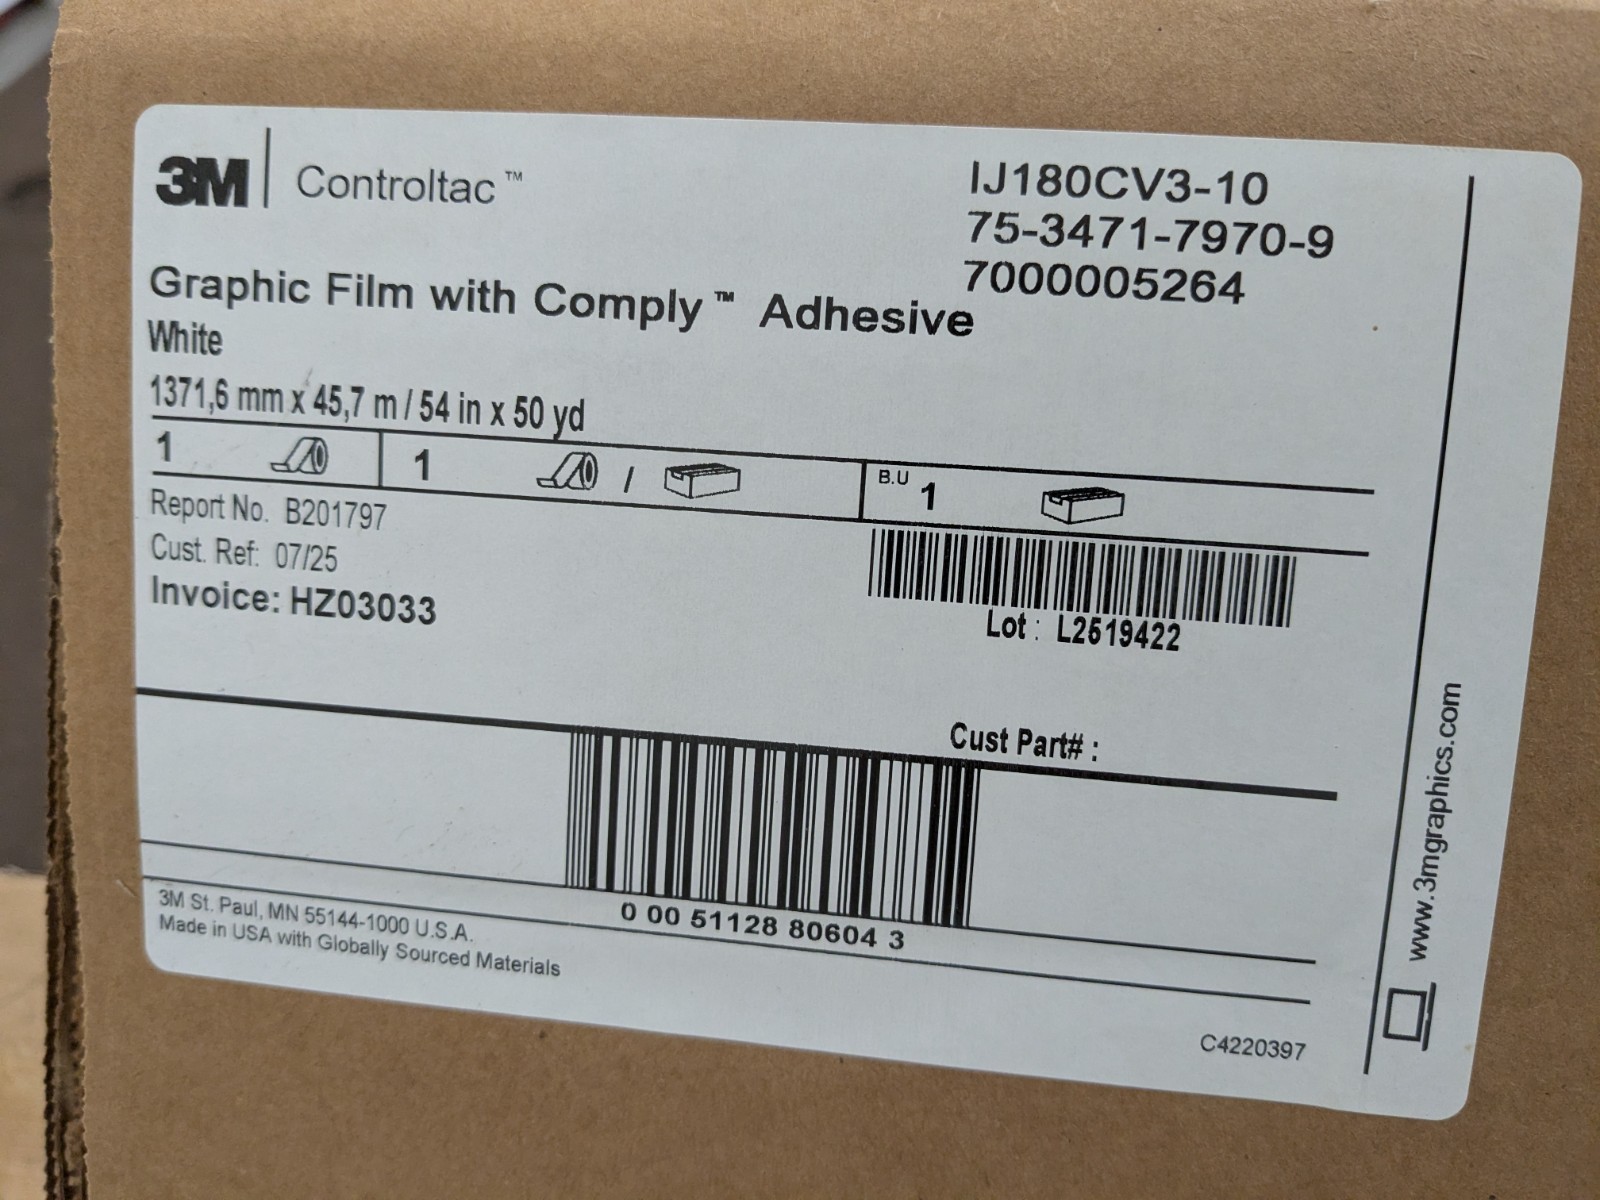 3M Controltac™
IJ180CV3-10
75-3471-7970-9
7000005264
Graphic Film with Comply™ Adhesive
White
1371,6 mm x 45,7 m / 54 in x 50 yd
1 1 / B.U 1
Report No. B201797
Cust. Ref: 07/25
Invoice: HZ03033
Lot : L2519422
Cust Part# :
0 00 51128 80604 3
3M St. Paul, MN 55144-1000 U.S.A.
Made in USA with Globally Sourced Materials
C4220397
www.3mgraphics.com